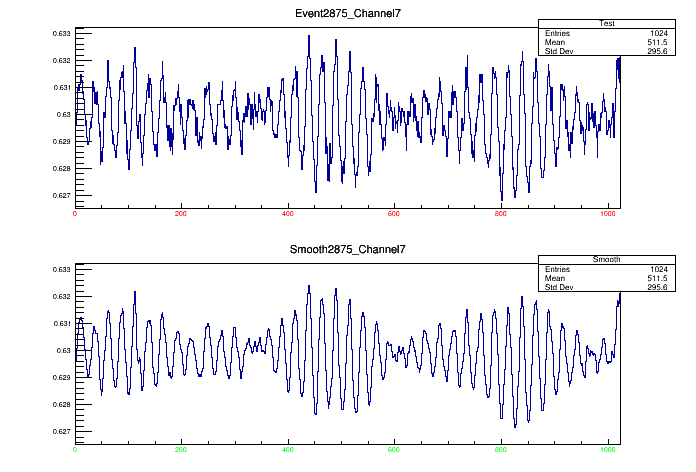 Event2875_Channel7
Test
Entries 1024
Mean 511.5
Std Dev 295.6
0.633
0.632
0.631
0.63
0.629
0.628
0.627
0 200 400 600 800 1000
Smooth2875_Channel7
Smooth
Entries 1024
Mean 511.5
Std Dev 295.6
0.633
0.632
0.631
0.63
0.629
0.628
0.627
0.626
0 200 400 600 800 1000